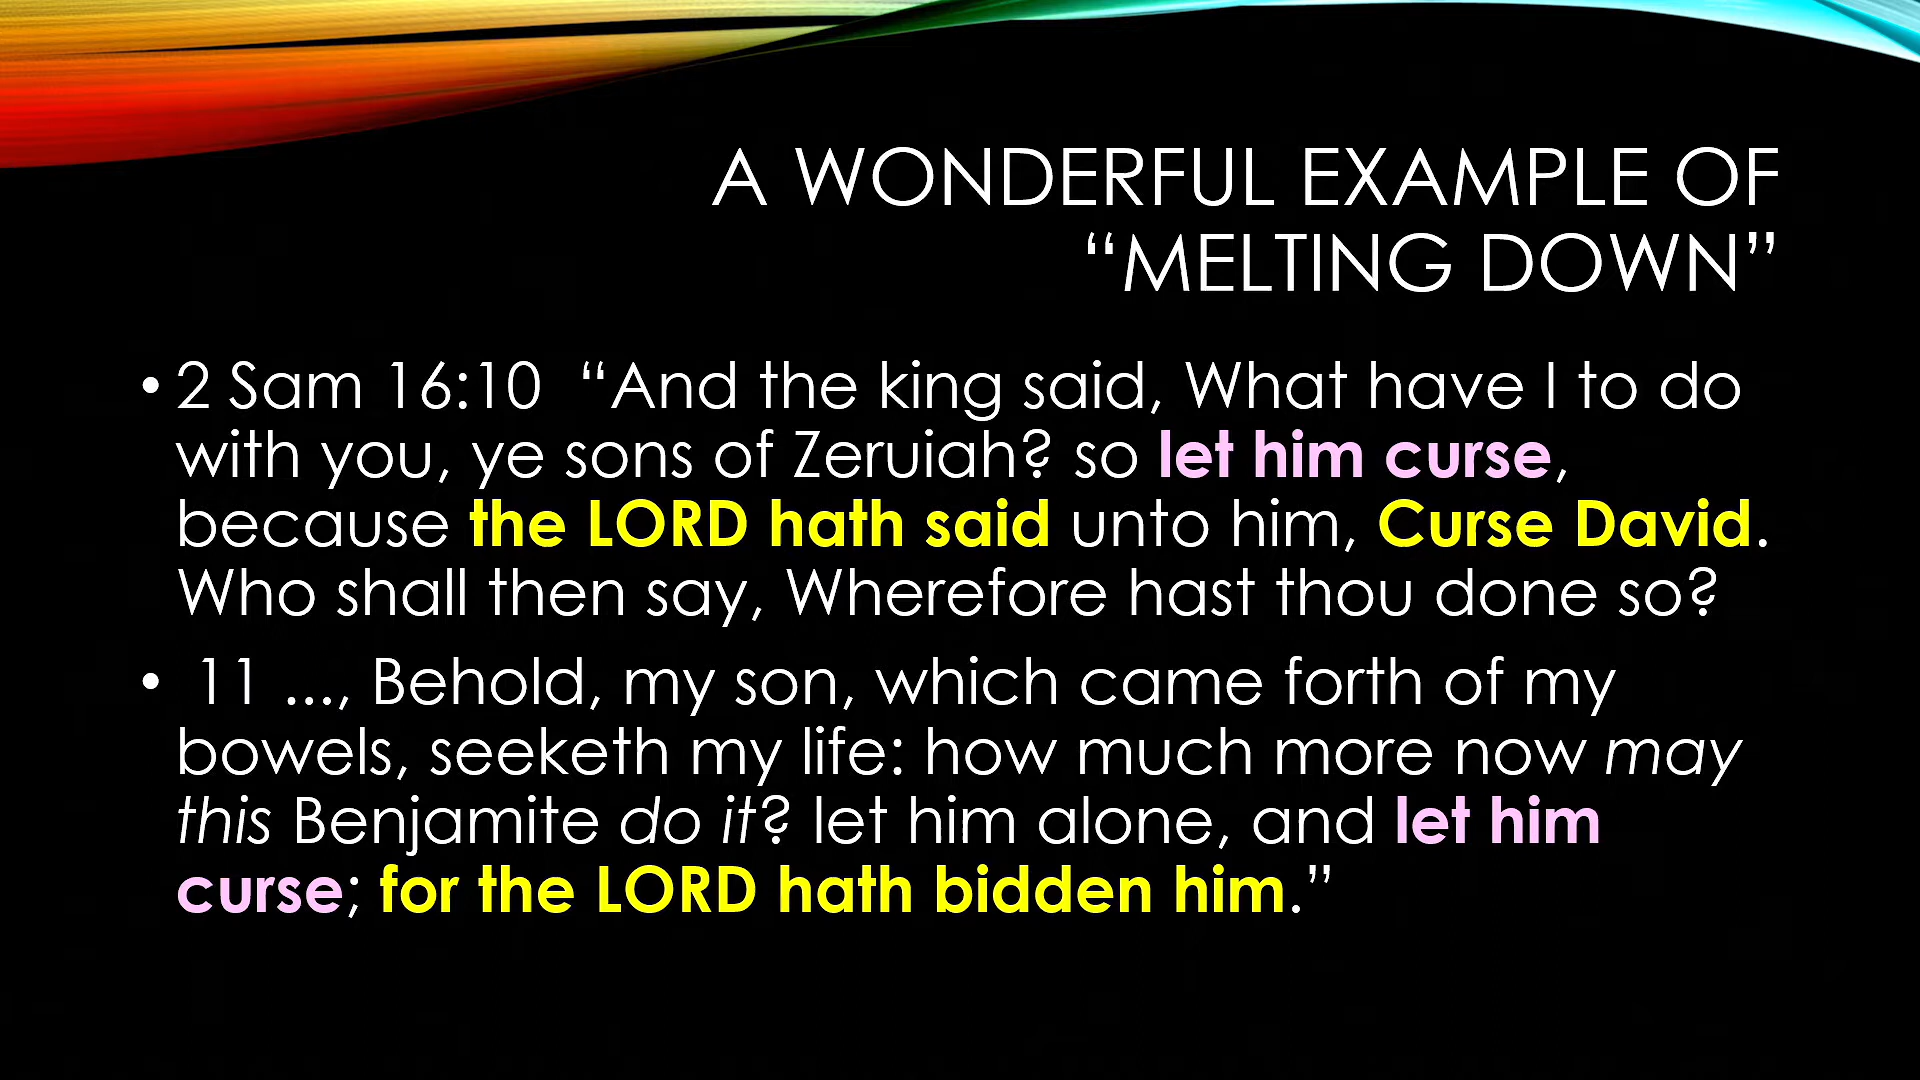 A WONDERFUL EXAMPLE OF
“MELTING DOWN”
• 2 Sam 16:10  “And the king said, What have I to do
with you, ye sons of Zeruiah? so let him curse,
because the LORD hath said unto him, Curse David.
Who shall then say, Wherefore hast thou done so?
• 11 ..., Behold, my son, which came forth of my
bowels, seeketh my life: how much more now may
this Benjamite do it? let him alone, and let him
curse; for the LORD hath bidden him.”